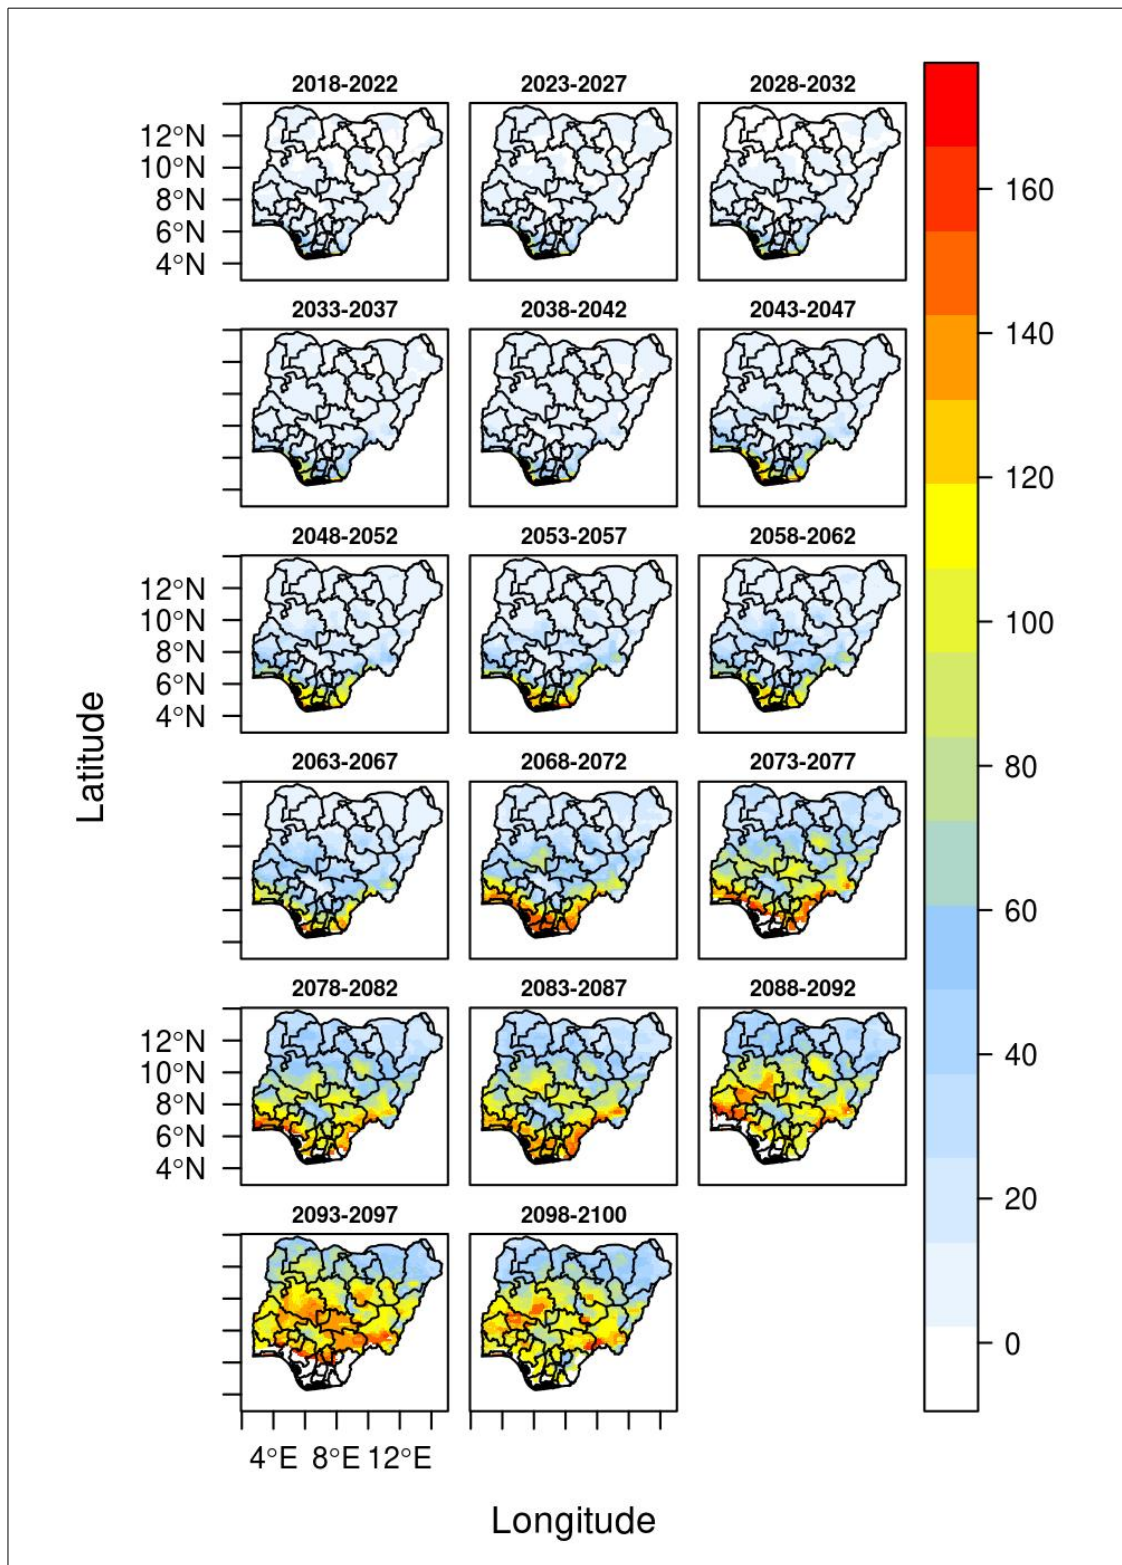 2018-2022 2023-2027 2028-2032
12°N
10°N
8°N
6°N
4°N
2033-2037 2038-2042 2043-2047
2048-2052 2053-2057 2058-2062
12°N
10°N
8°N
6°N
4°N
2063-2067 2068-2072 2073-2077
2078-2082 2083-2087 2088-2092
12°N
10°N
8°N
6°N
4°N
2093-2097 2098-2100
4°E 8°E 12°E
Latitude
Longitude
160
140
120
100
80
60
40
20
0